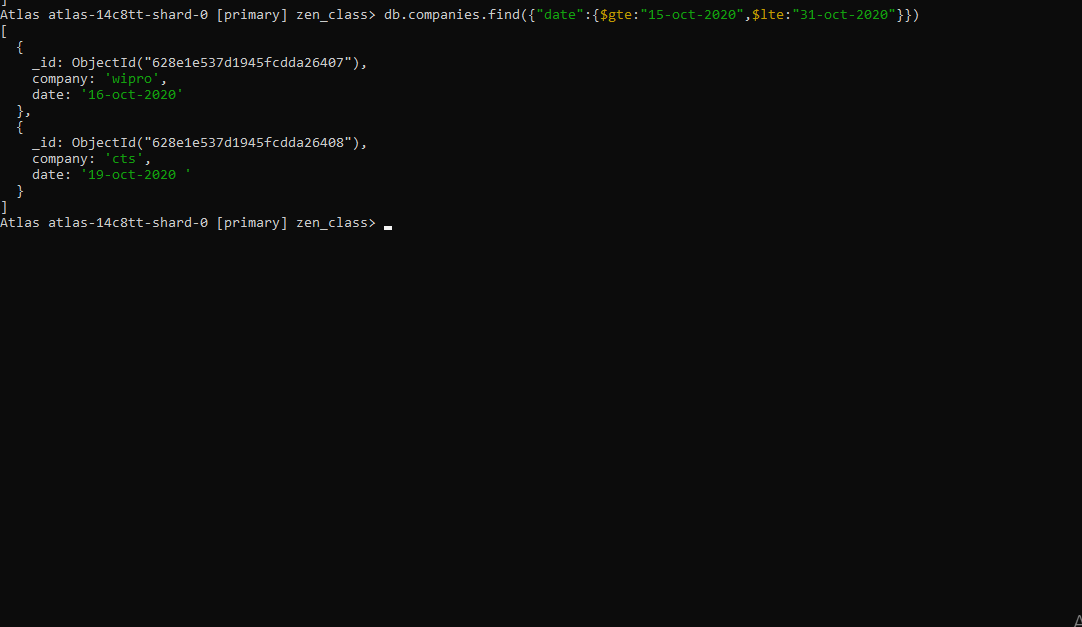 ]
Atlas atlas-14c8tt-shard-0 [primary] zen_class> db.companies.find({"date":{$gte:"15-oct-2020",$lte:"31-oct-2020"}})
[
  {
    _id: ObjectId("628e1e537d1945fcdda26407"),
    company: 'wipro',
    date: '16-oct-2020'
  },
  {
    _id: ObjectId("628e1e537d1945fcdda26408"),
    company: 'cts',
    date: '19-oct-2020 '
  }
]
Atlas atlas-14c8tt-shard-0 [primary] zen_class>
A